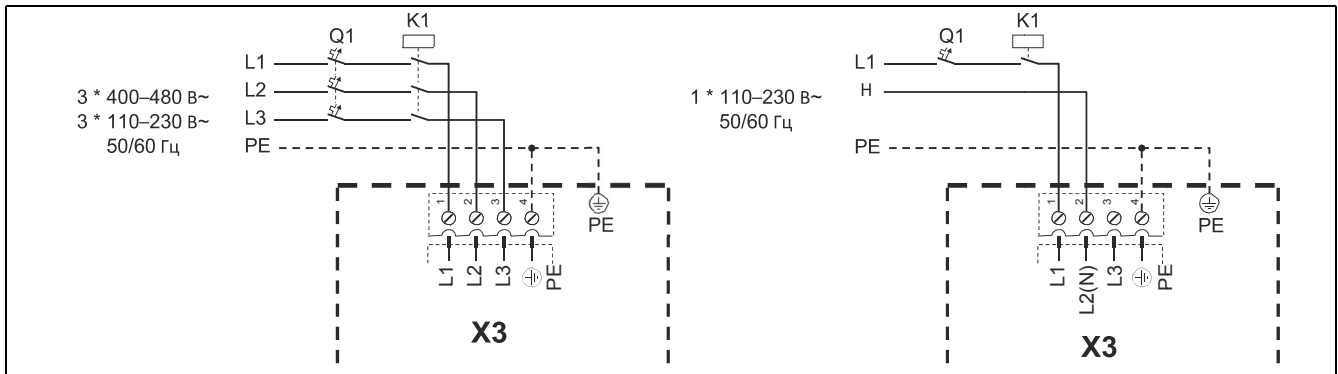 Q1
K1
L1
L2
L3
PE
3 * 400–480 В~
3 * 110–230 В~
50/60 Гц
1 2 3 4
PE
L1 L2 L3 PE
X3
Q1
K1
L1
Н
PE
1 * 110–230 В~
50/60 Гц
1 2 3 4
PE
L1 L2(N) L3 PE
X3